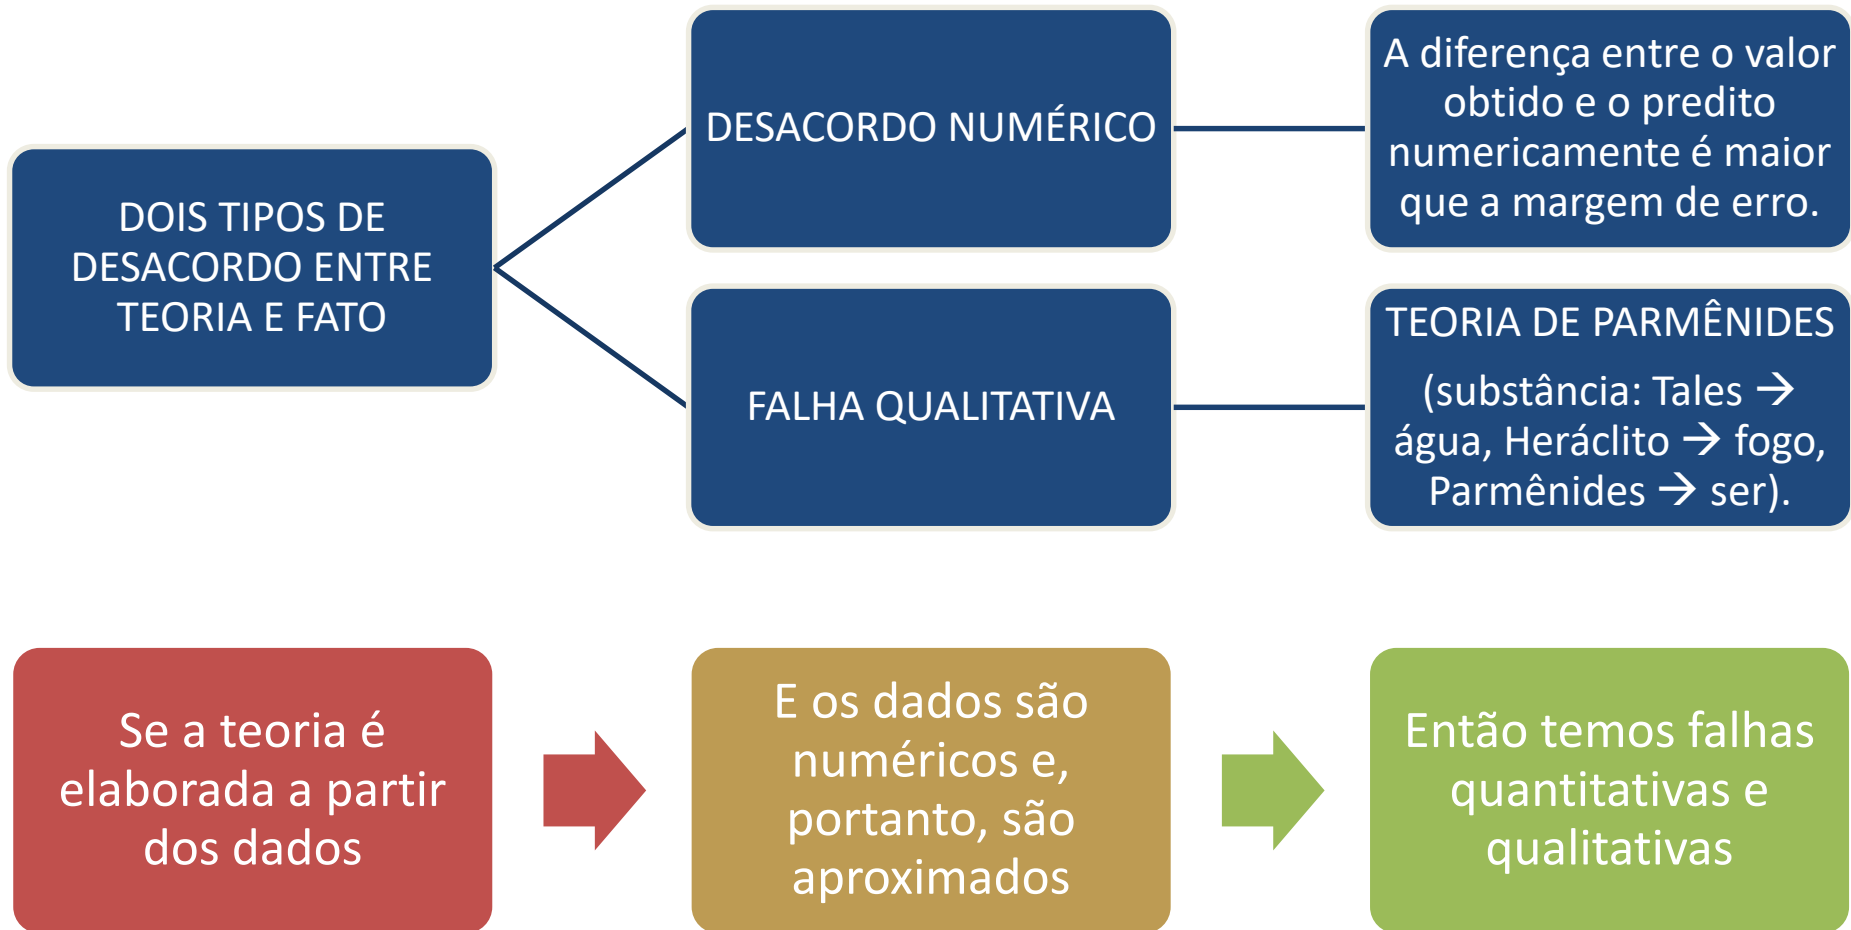 DOIS TIPOS DE
DESACORDO ENTRE
TEORIA E FATO
DESACORDO NUMÉRICO
A diferença entre o valor
obtido e o predito
numericamente é maior
que a margem de erro.
FALHA QUALITATIVA
TEORIA DE PARMÊNIDES
(substância: Tales →
água, Heráclito → fogo,
Parmênides → ser).
Se a teoria é
elaborada a partir
dos dados
E os dados são
numéricos e,
portanto, são
aproximados
Então temos falhas
quantitativas e
qualitativas